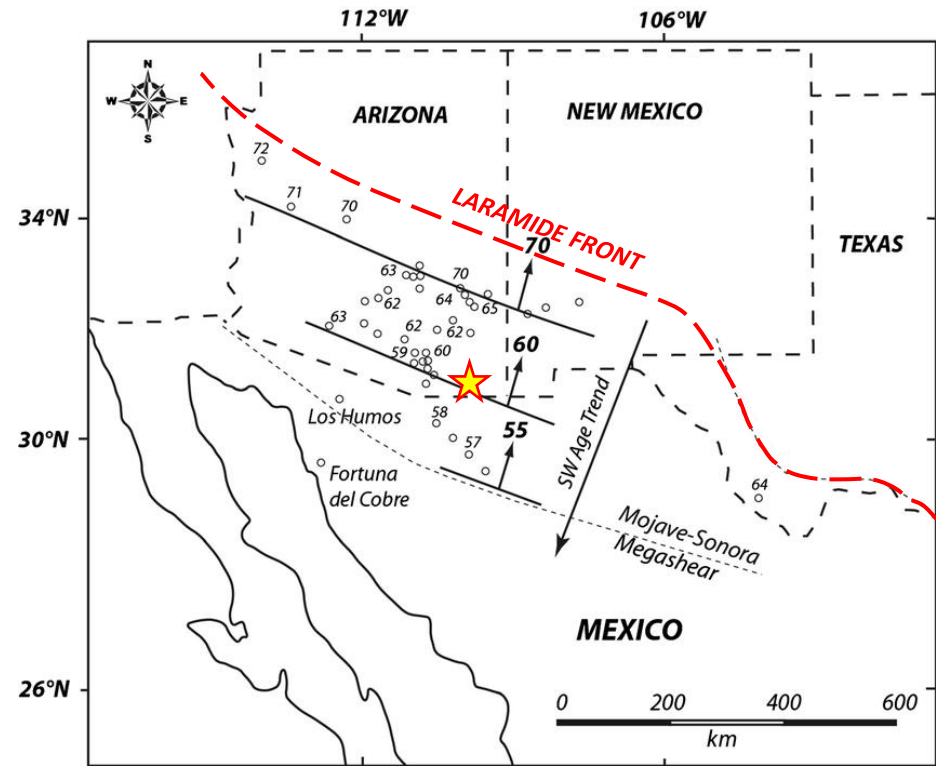 112°W
106°W
N
W
E
S
ARIZONA
NEW MEXICO
72
71
70
34°N
LARAMIDE FRONT
TEXAS
70
63
70
62
64
65
63
62
62
60
59
60
55
Los Humos
58
57
30°N
Fortuna
del Cobre
SW Age Trend
64
Mojave-Sonora
Megashear
MEXICO
26°N
0
200
400
600
km